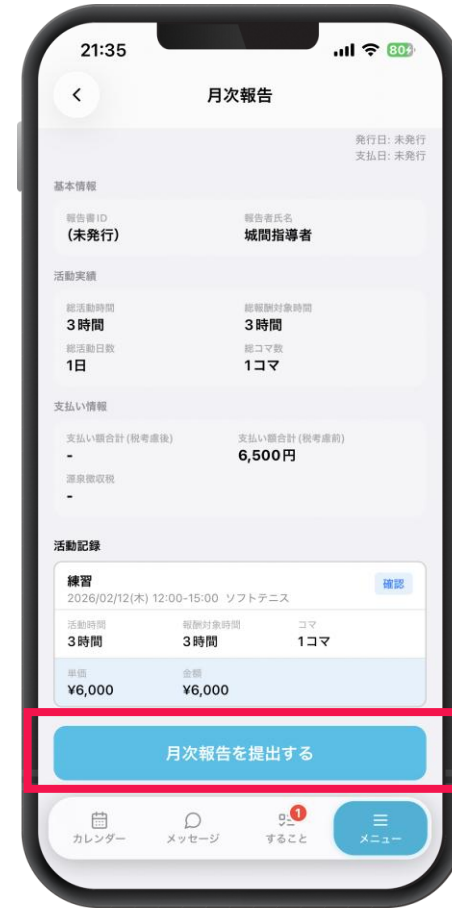 21:35
80
月次報告
発行日: 未発行
支払日: 未発行
基本情報
報告書ID 報告者氏名
(未発行) 城間指導者
活動実績
総活動時間 総報酬対象時間
3時間 3時間
総活動日数 総コマ数
1日 1コマ
支払い情報
支払い額合計(税考慮後) 支払い額合計(税考慮前)
- 6,500円
源泉徴収税
-
活動記録
練習 確認
2026/02/12(木) 12:00-15:00 ソフトテニス
活動時間 報酬対象時間 コマ
3時間 3時間 1コマ
単価 金額
¥6,000 ¥6,000
月次報告を提出する
1
カレンダー メッセージ すること メニュー